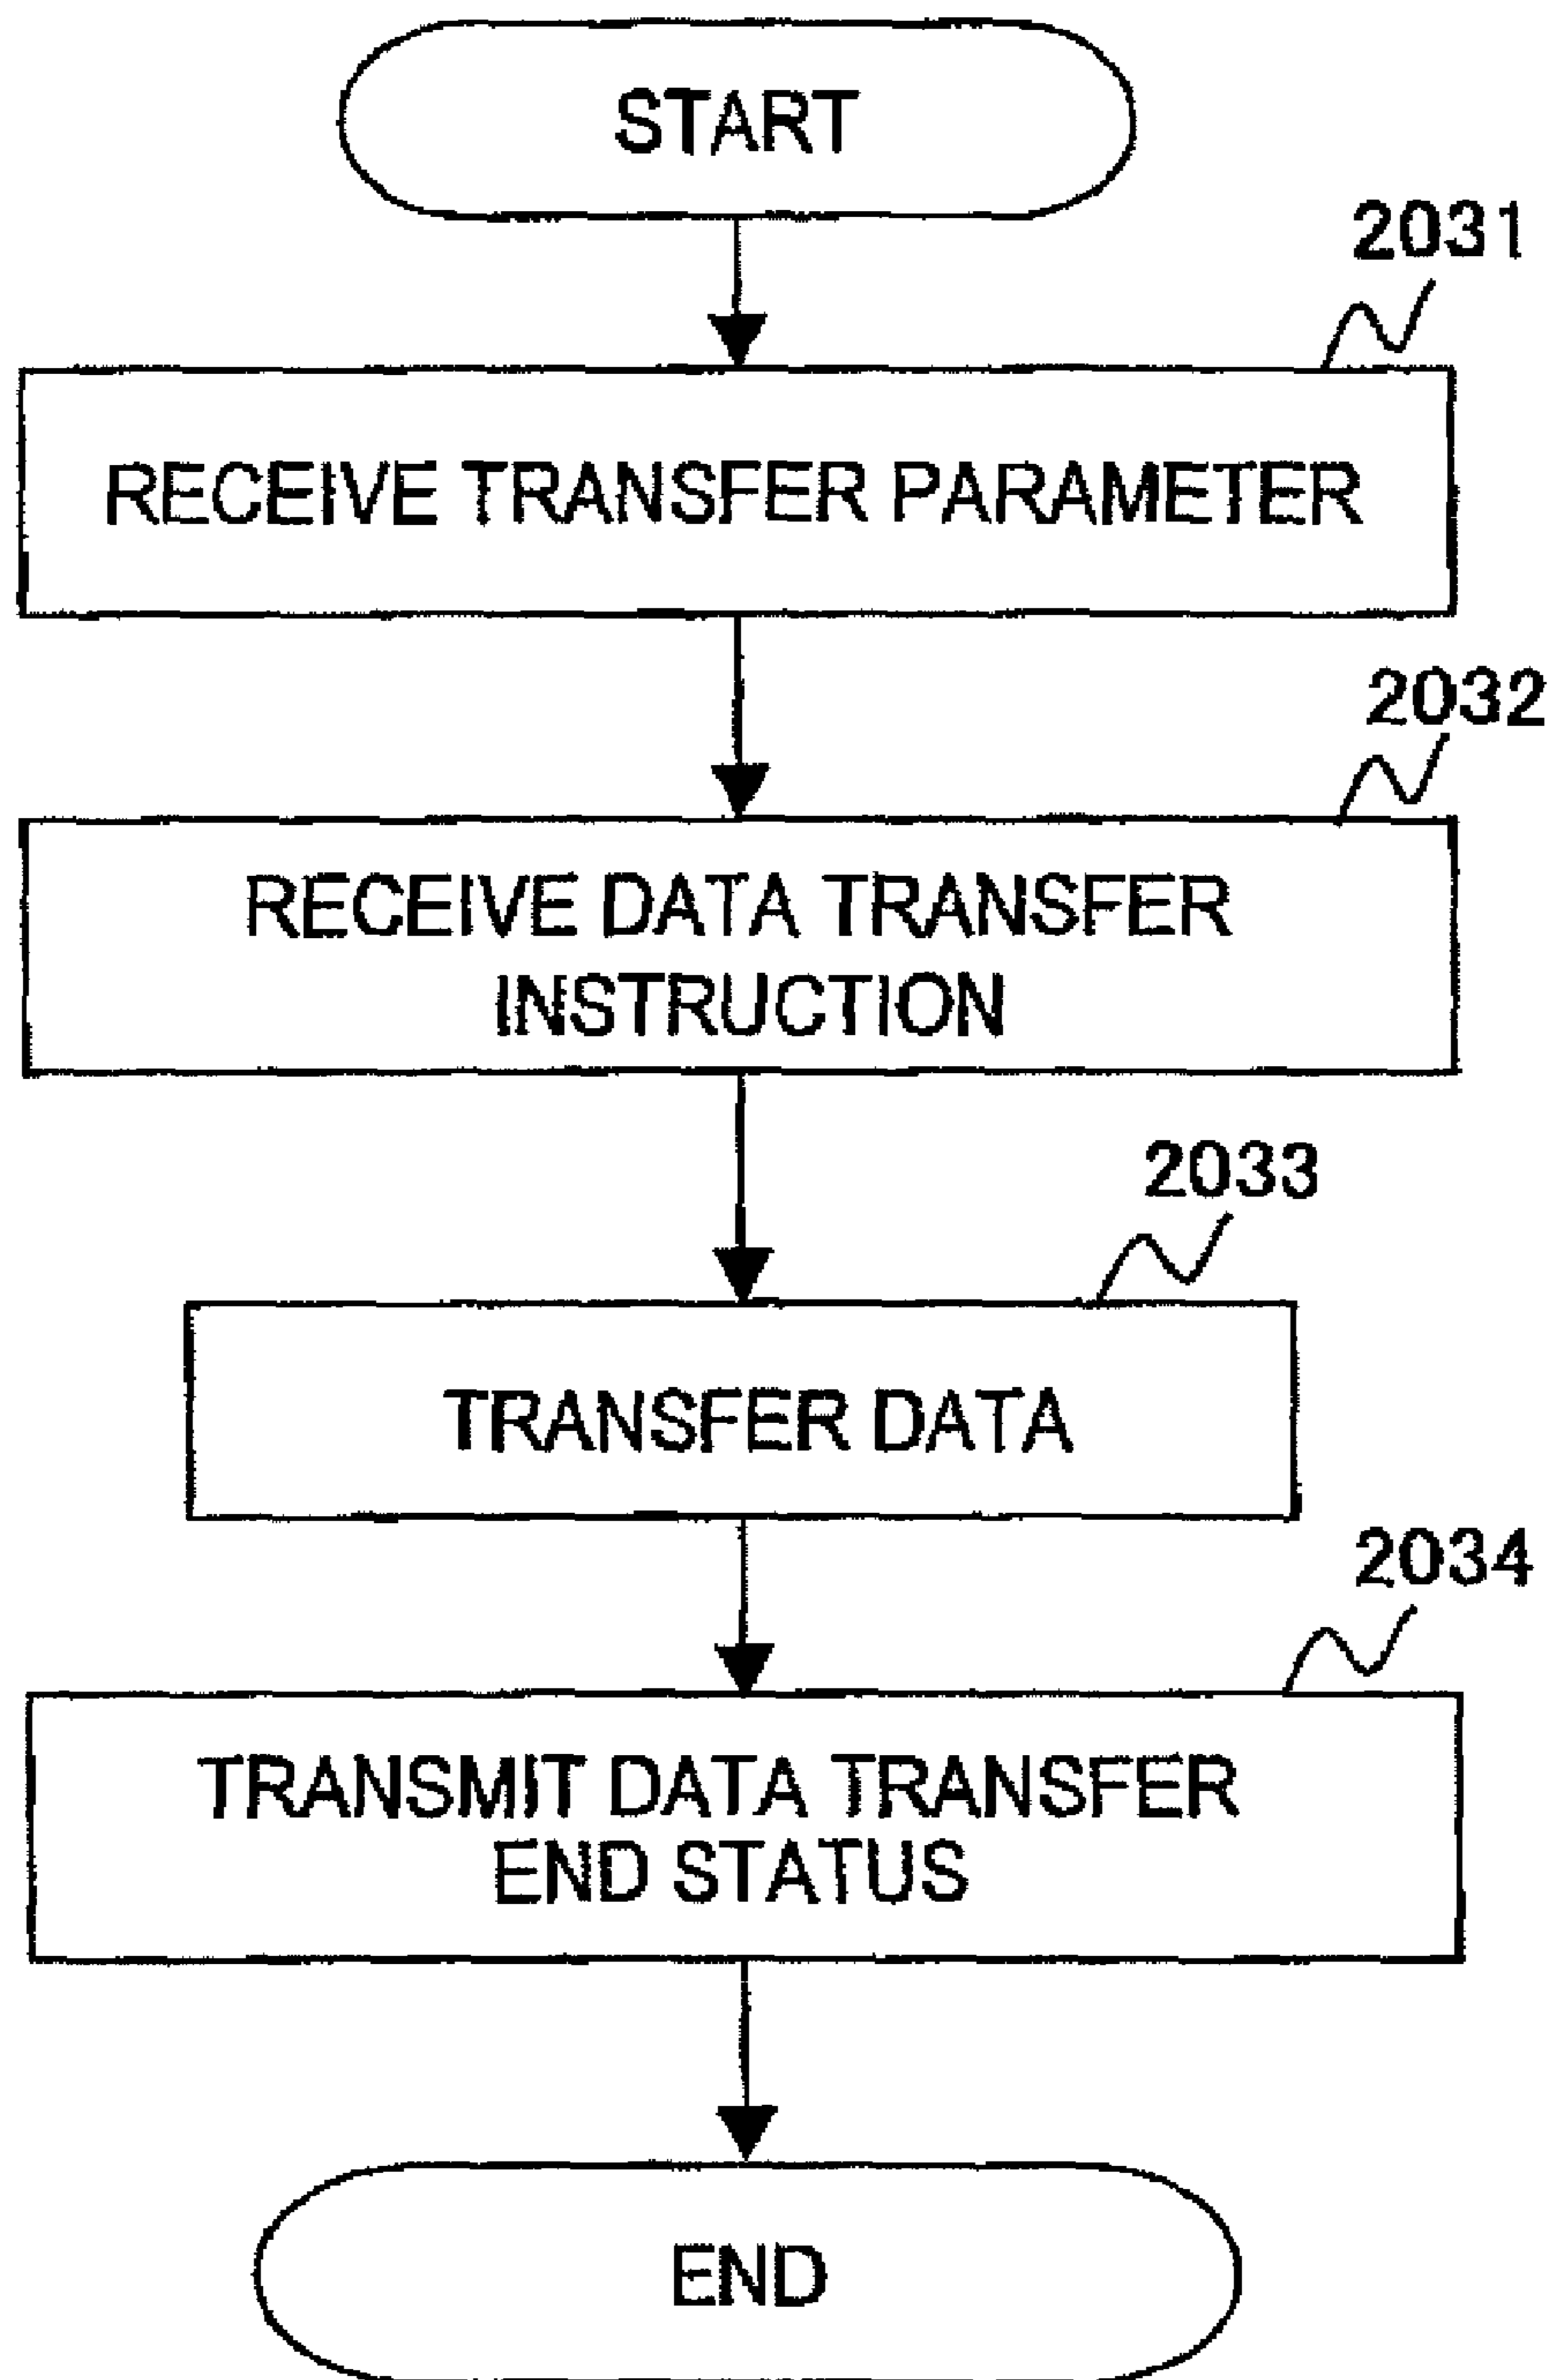 START
2031
RECEIVE TRANSFER PARAMETER
2032
RECEIVE DATA TRANSFER
INSTRUCTION
2033
TRANSFER DATA
2034
TRANSMIT DATA TRANSFER
END STATUS
END